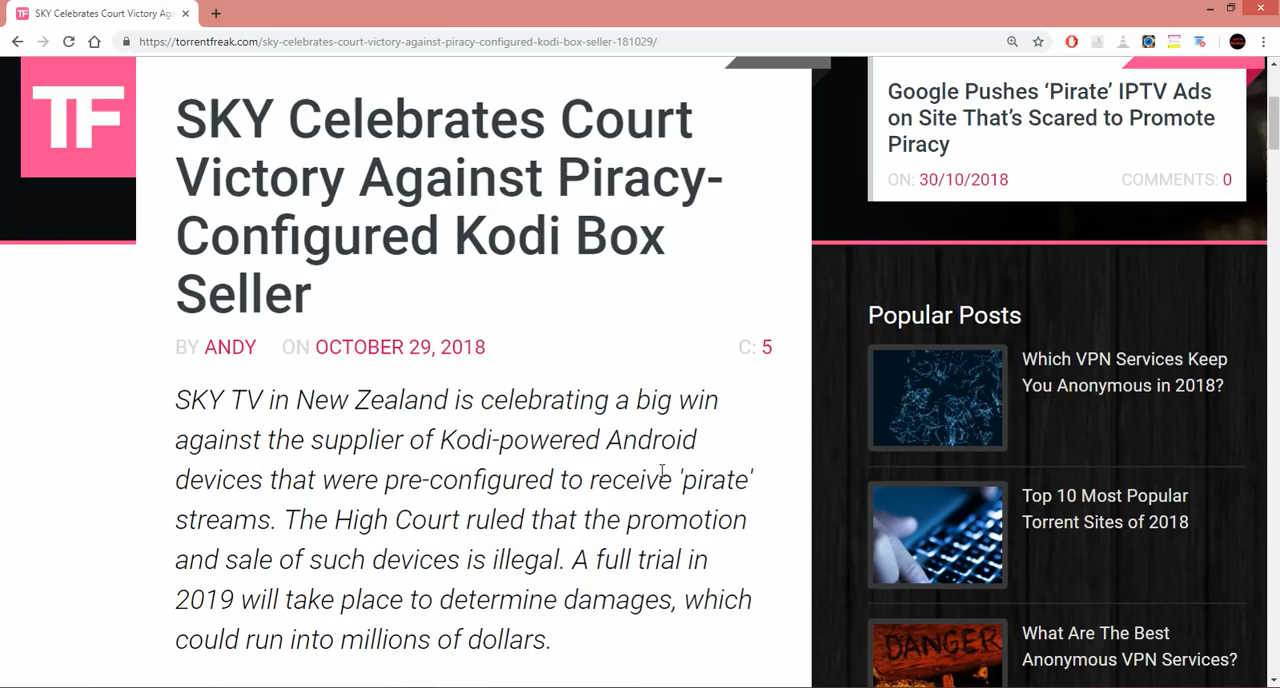 SKY Celebrates Court Victory Aga
https://torrentfreak.com/sky-celebrates-court-victory-against-piracy-configured-kodi-box-seller-181029/
TF
SKY Celebrates Court
Victory Against Piracy-
Configured Kodi Box
Seller
BY ANDY ON OCTOBER 29, 2018 C: 5
SKY TV in New Zealand is celebrating a big win
against the supplier of Kodi-powered Android
devices that were pre-configured to receive 'pirate'
streams. The High Court ruled that the promotion
and sale of such devices is illegal. A full trial in
2019 will take place to determine damages, which
could run into millions of dollars.
Google Pushes ‘Pirate’ IPTV Ads
on Site That’s Scared to Promote
Piracy
ON: 30/10/2018 COMMENTS: 0
Popular Posts
Which VPN Services Keep
You Anonymous in 2018?
Top 10 Most Popular
Torrent Sites of 2018
DANGER
What Are The Best
Anonymous VPN Services?